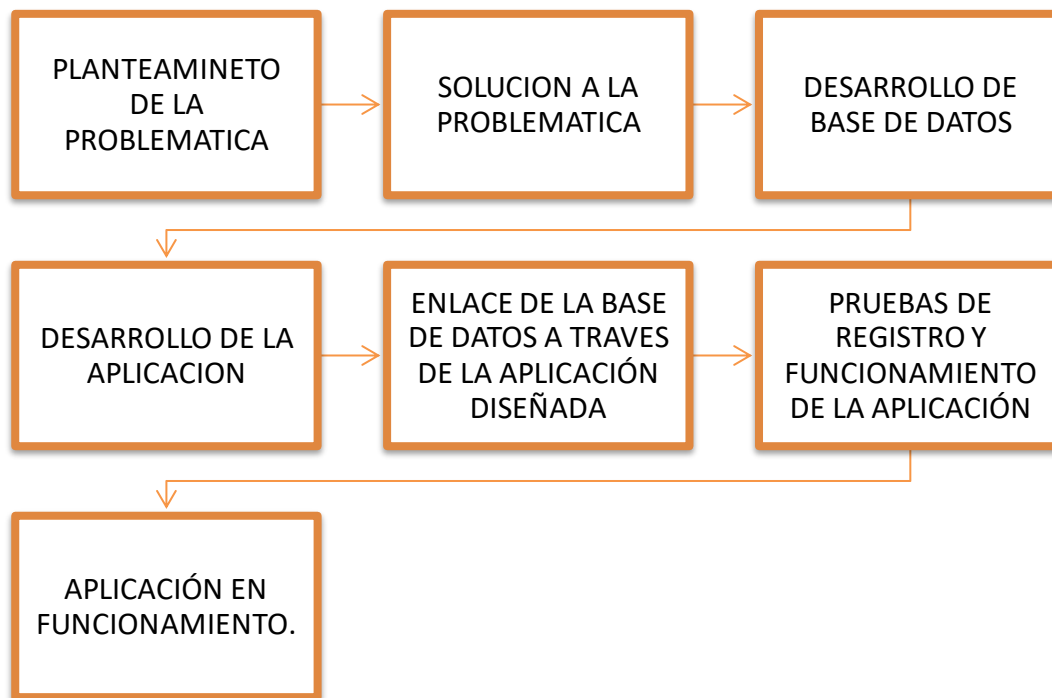 PLANTEAMINETO
DE LA
PROBLEMATICA
SOLUCION A LA
PROBLEMATICA
DESARROLLO DE
BASE DE DATOS
DESARROLLO DE LA
APLICACION
ENLACE DE LA BASE
DE DATOS A TRAVES
DE LA APLICACIÓN
DISEÑADA
PRUEBAS DE
REGISTRO Y
FUNCIONAMIENTO
DE LA APLICACIÓN
APLICACIÓN EN
FUNCIONAMIENTO.